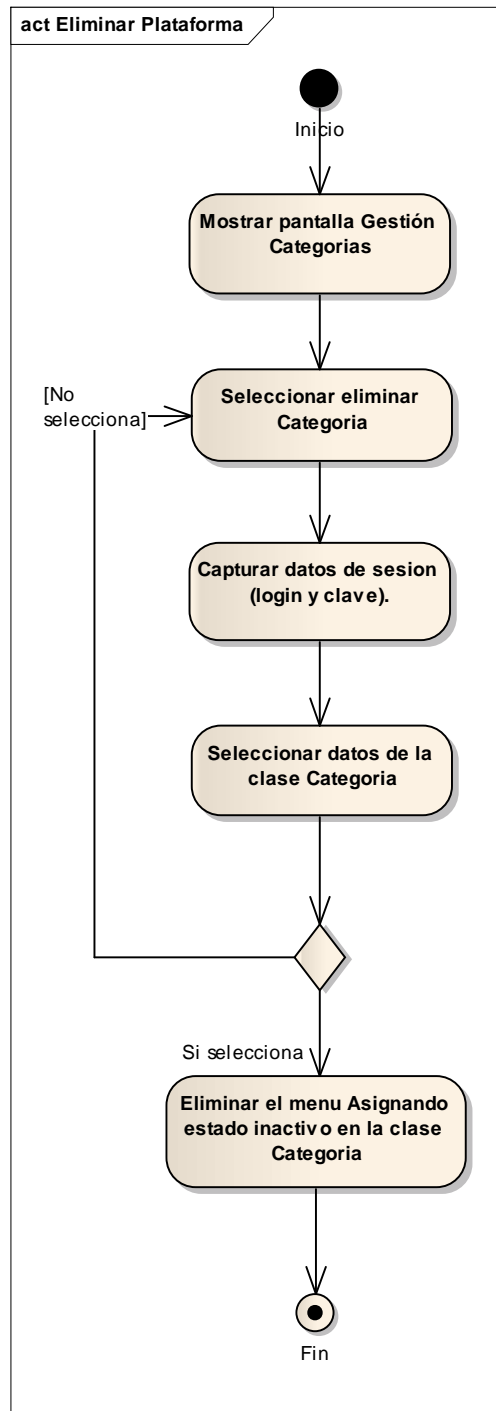 act Eliminar Plataforma
Inicio
Mostrar pantalla Gestión
Categorias
[No
selecciona]
Seleccionar eliminar
Categoria
Capturar datos de sesion
(login y clave).
Seleccionar datos de la
clase Categoria
Si selecciona
Eliminar el menu Asignando
estado inactivo en la clase
Categoria
Fin